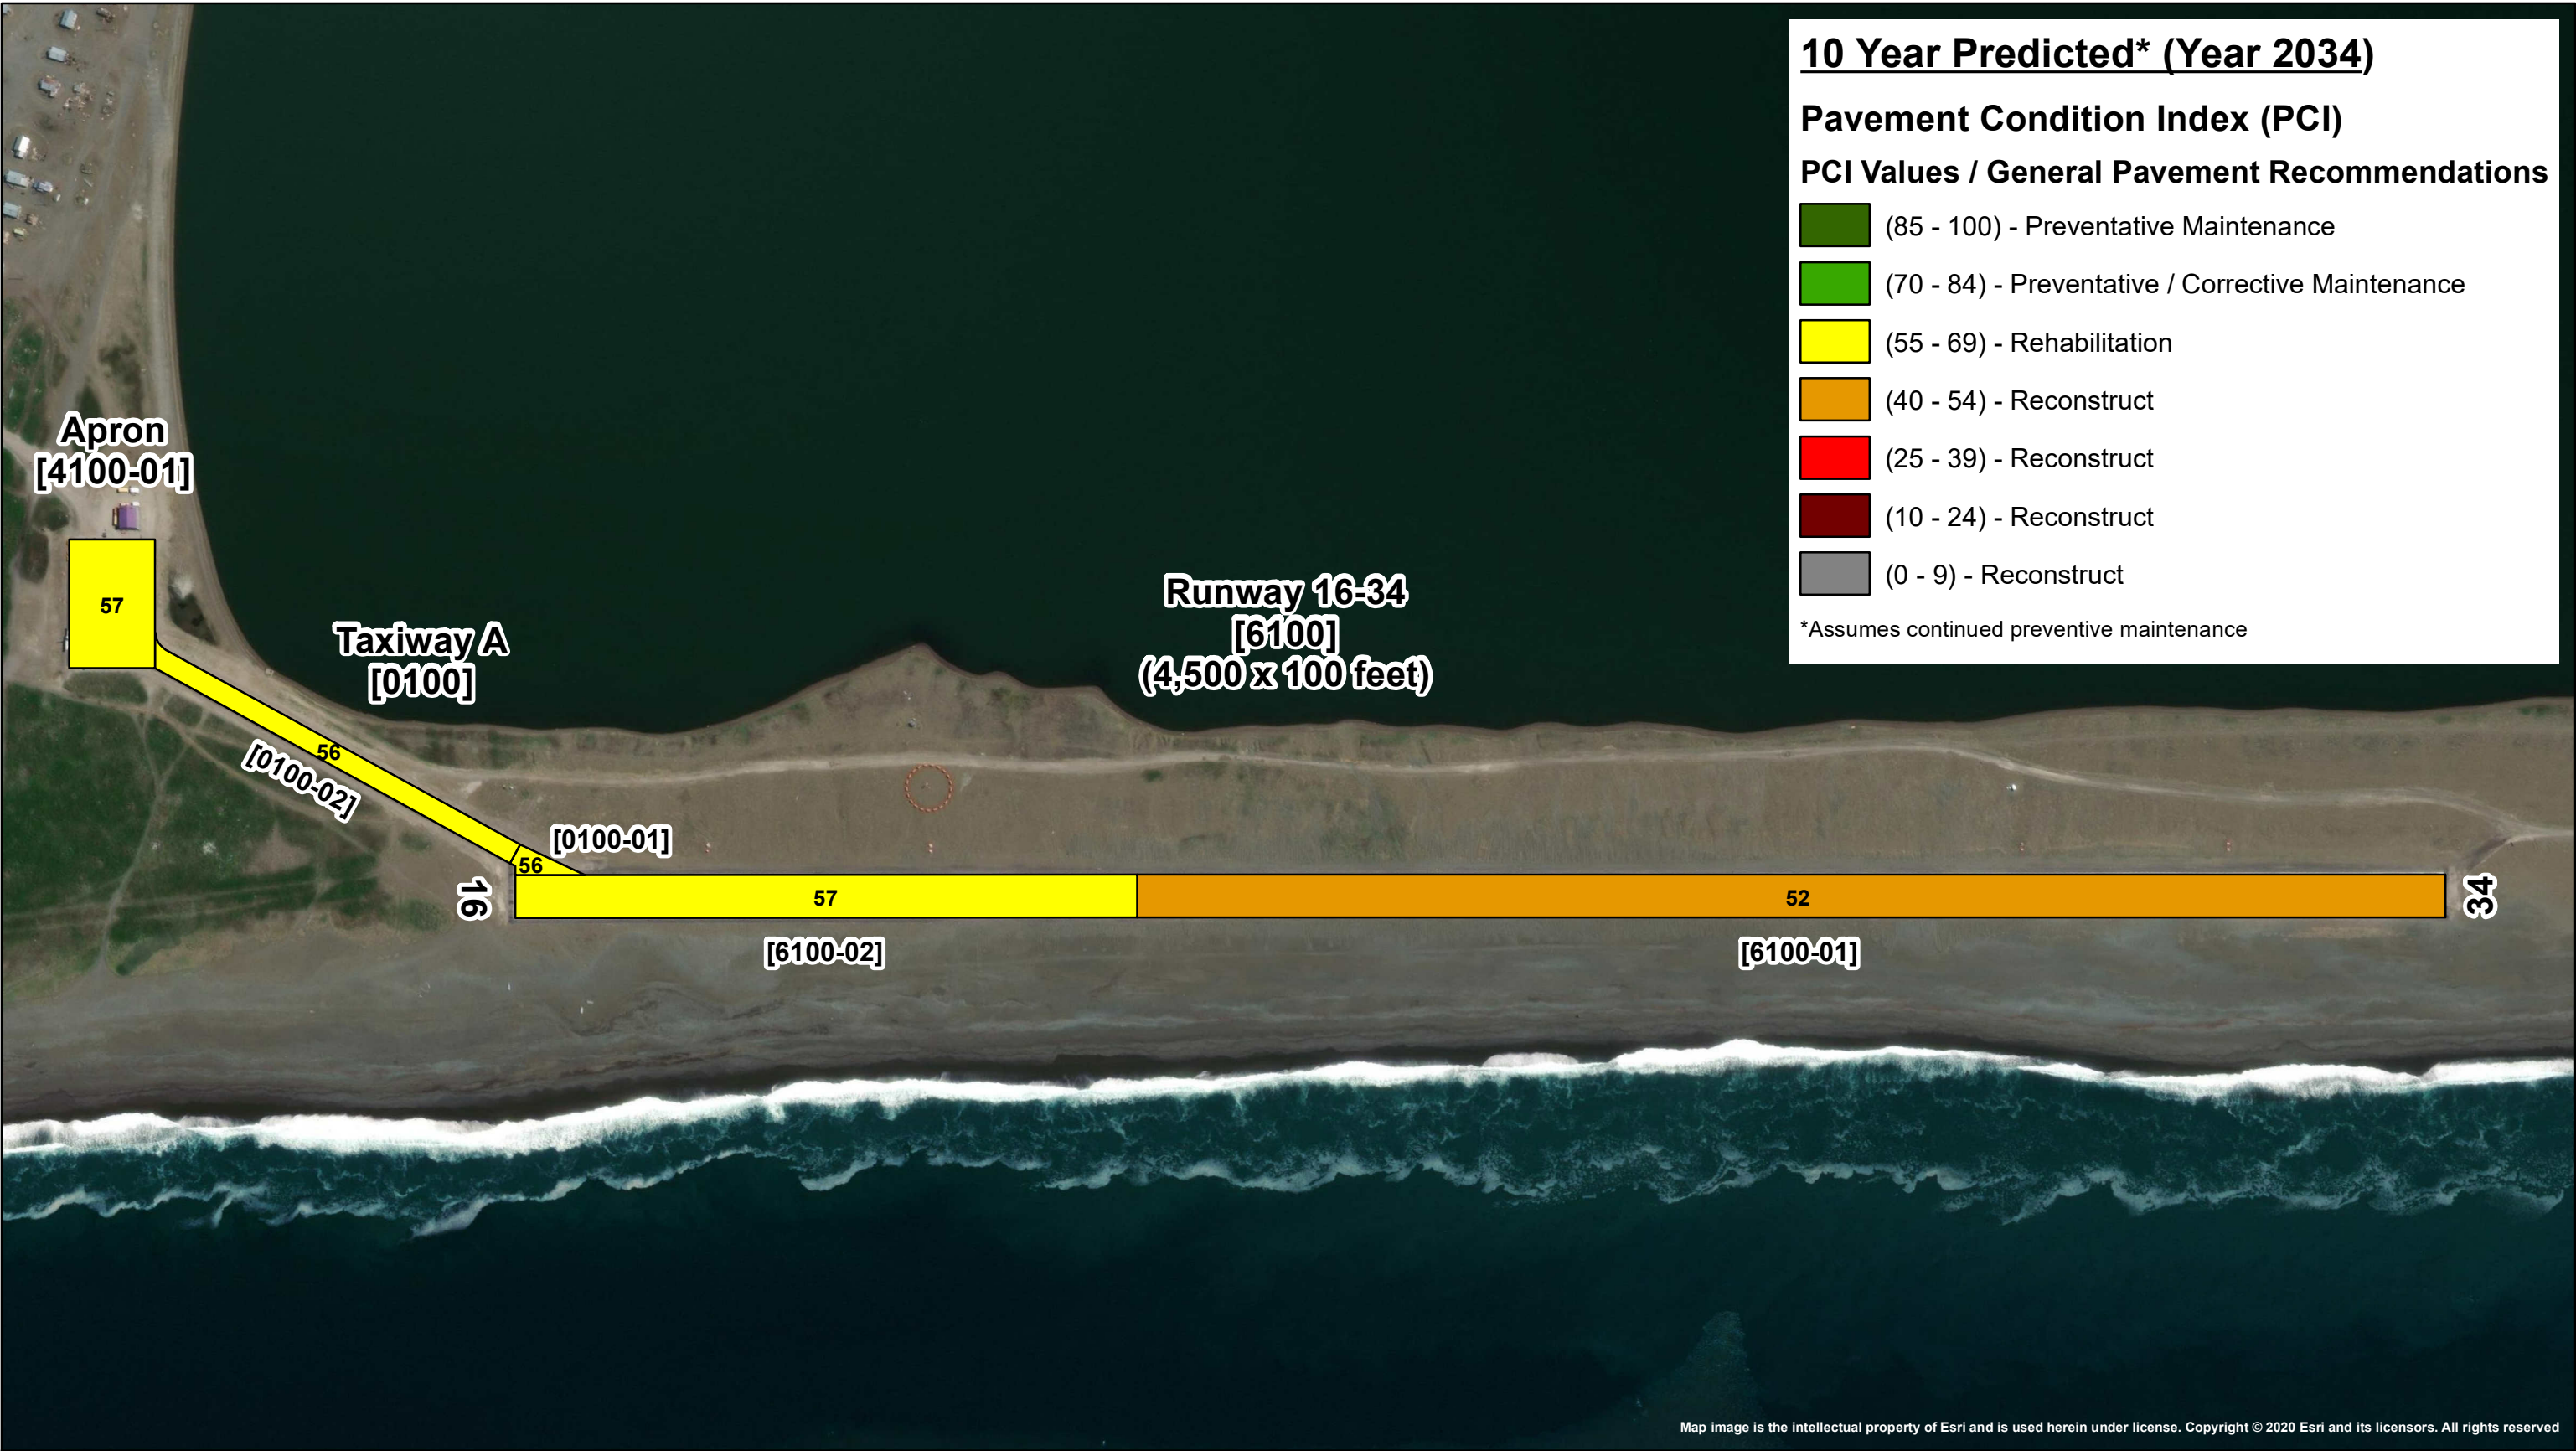 10 Year Predicted* (Year 2034)
Pavement Condition Index (PCI)
PCI Values / General Pavement Recommendations
(85 - 100) - Preventative Maintenance
(70 - 84) - Preventative / Corrective Maintenance
(55 - 69) - Rehabilitation
(40 - 54) - Reconstruct
(25 - 39) - Reconstruct
(10 - 24) - Reconstruct
(0 - 9) - Reconstruct
*Assumes continued preventive maintenance
Apron
[4100-01]
57
Taxiway A
[0100]
56
[0100-02]
[0100-01]
56
Runway 16-34
[6100]
(4,500 x 100 feet)
16
57
52
34
[6100-02]
[6100-01]
Map image is the intellectual property of Esri and is used herein under license. Copyright © 2020 Esri and its licensors. All rights reserved